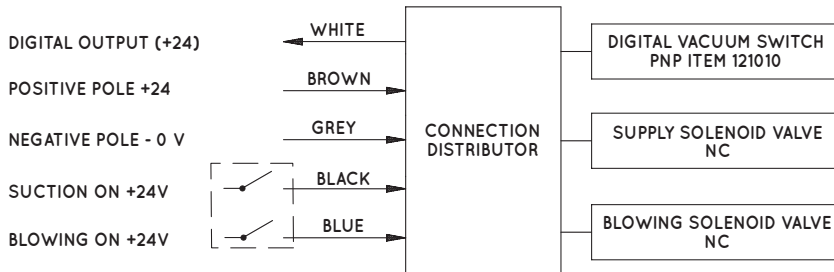 DIGITAL OUTPUT (+24)
WHITE
POSITIVE POLE +24
BROWN
NEGATIVE POLE - 0 V
GREY
SUCTION ON +24V
BLACK
BLOWING ON +24V
BLUE
CONNECTION
DISTRIBUTOR
DIGITAL VACUUM SWITCH
PNP ITEM 121010
SUPPLY SOLENOID VALVE
NC
BLOWING SOLENOID VALVE
NC